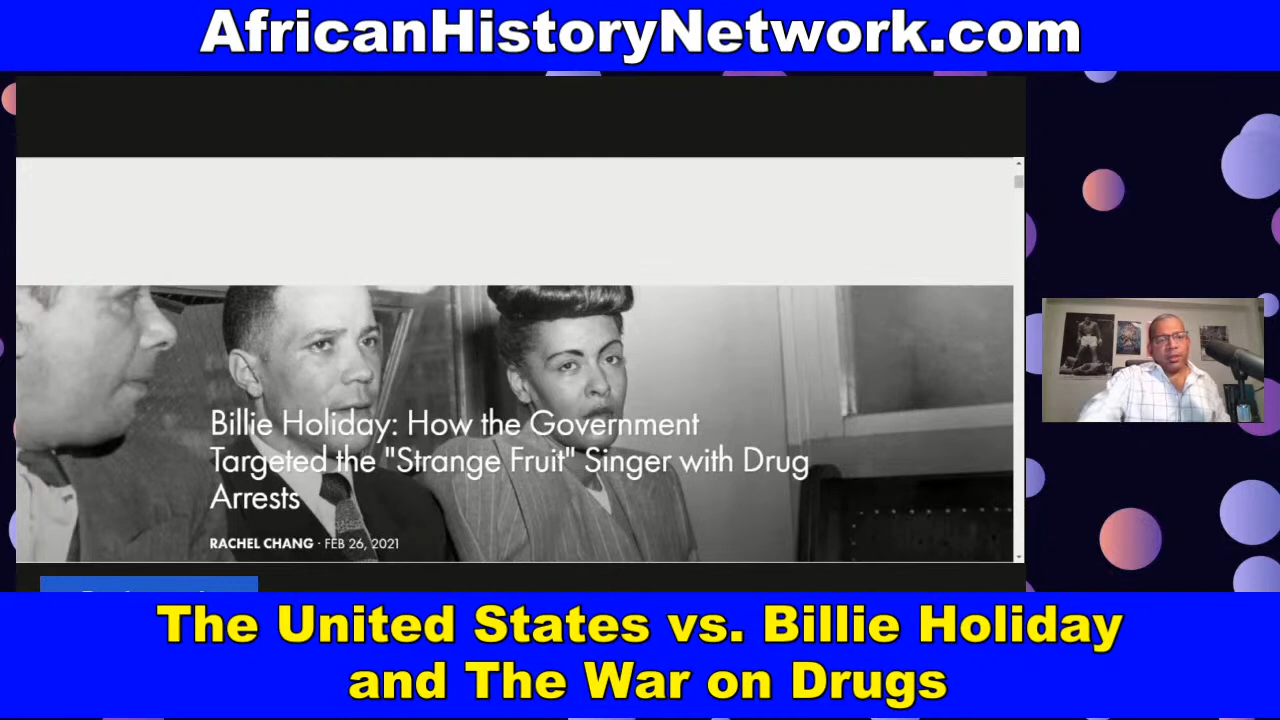 AfricanHistoryNetwork.com
Billie Holiday: How the Government
Targeted the "Strange Fruit" Singer with Drug
Arrests
RACHEL CHANG · FEB 26, 2021
The United States vs. Billie Holiday
and The War on Drugs